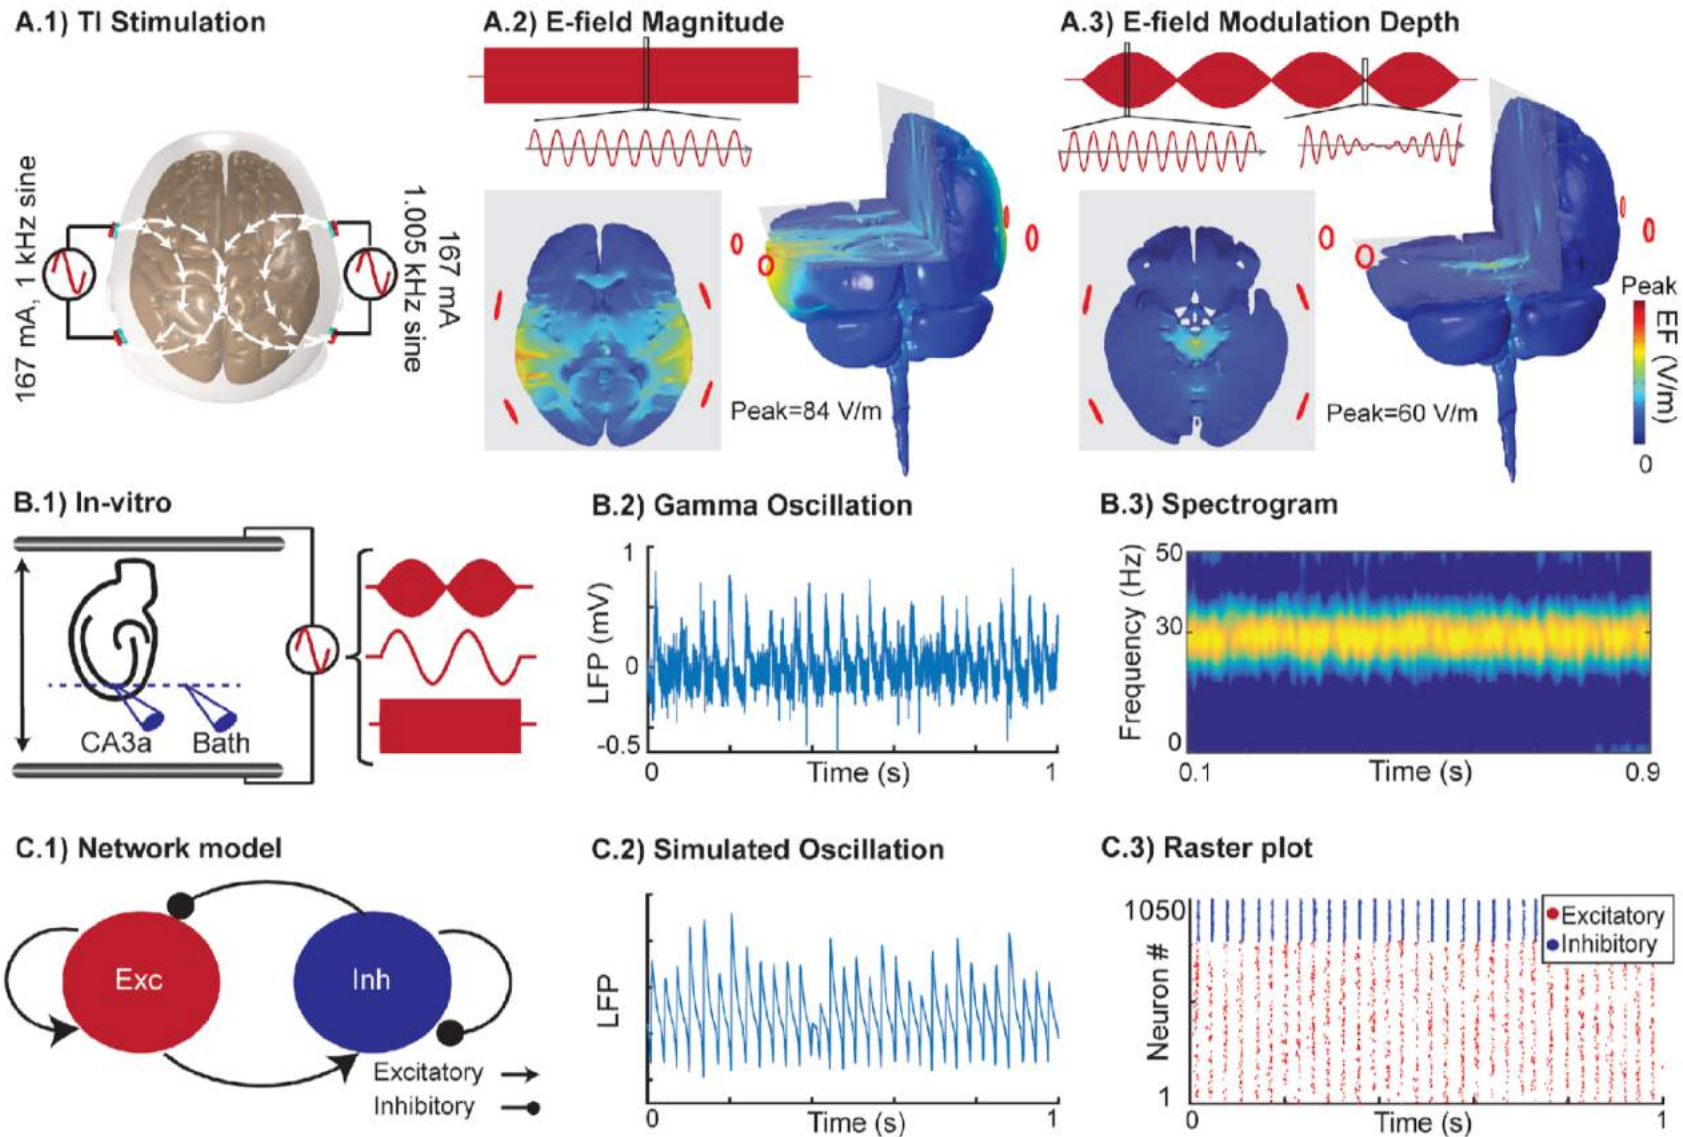 A.1) TI Stimulation
A.2) E-field Magnitude
A.3) E-field Modulation Depth
167 mA, 1 kHz sine
167 mA
1.005 kHz sine
Peak=84 V/m
Peak=60 V/m
Peak
EF (V/m)
0
B.1) In-vitro
CA3a
Bath
B.2) Gamma Oscillation
LFP (mV)
1
0
-0.5
0
Time (s)
1
B.3) Spectrogram
Frequency (Hz)
50
30
0
0.1
Time (s)
0.9
C.1) Network model
Exc
Inh
Excitatory
Inhibitory
C.2) Simulated Oscillation
LFP
0
Time (s)
1
C.3) Raster plot
Neuron #
1050
1
Excitatory
Inhibitory
0
Time (s)
1